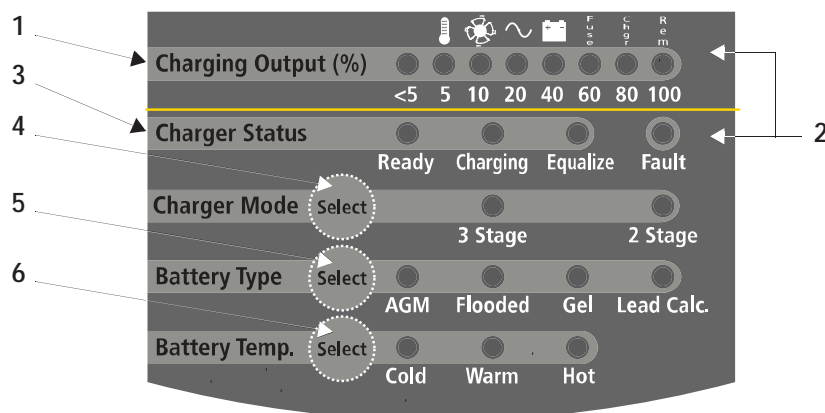 Fuse Chgr Rem
1
Charging Output (%)
<5 5 10 20 40 60 80 100
3
Charger Status
2
Ready Charging Equalize Fault
4
Charger Mode Select
3 Stage 2 Stage
5
Battery Type Select
AGM Flooded Gel Lead Calc.
6
Battery Temp. Select
Cold Warm Hot